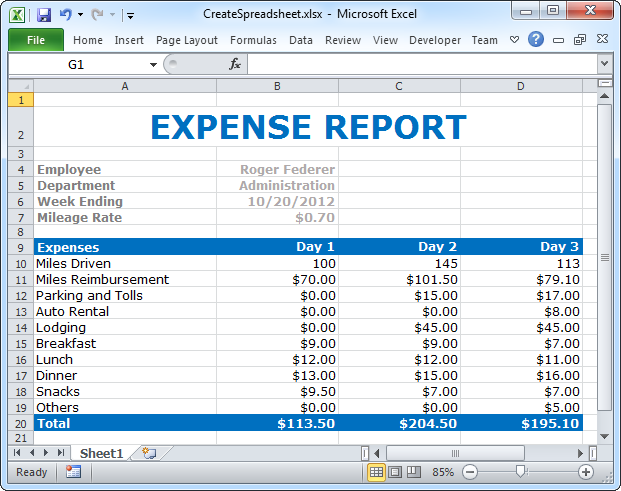 CreateSpreadsheet.xlsx - Microsoft Excel
File Home Insert Page Layout Formulas Data Review View Developer Team
G1 fx
A B C D
1
2 EXPENSE REPORT
3
4 Employee Roger Federer
5 Department Administration
6 Week Ending 10/20/2012
7 Mileage Rate $0.70
8
9 Expenses Day 1 Day 2 Day 3
10 Miles Driven 100 145 113
11 Miles Reimbursement $70.00 $101.50 $79.10
12 Parking and Tolls $0.00 $15.00 $17.00
13 Auto Rental $0.00 $0.00 $8.00
14 Lodging $0.00 $45.00 $45.00
15 Breakfast $9.00 $9.00 $7.00
16 Lunch $12.00 $12.00 $11.00
17 Dinner $13.00 $15.00 $16.00
18 Snacks $9.50 $7.00 $7.00
19 Others $0.00 $0.00 $5.00
20 Total $113.50 $204.50 $195.10
21
Sheet1
Ready 85%